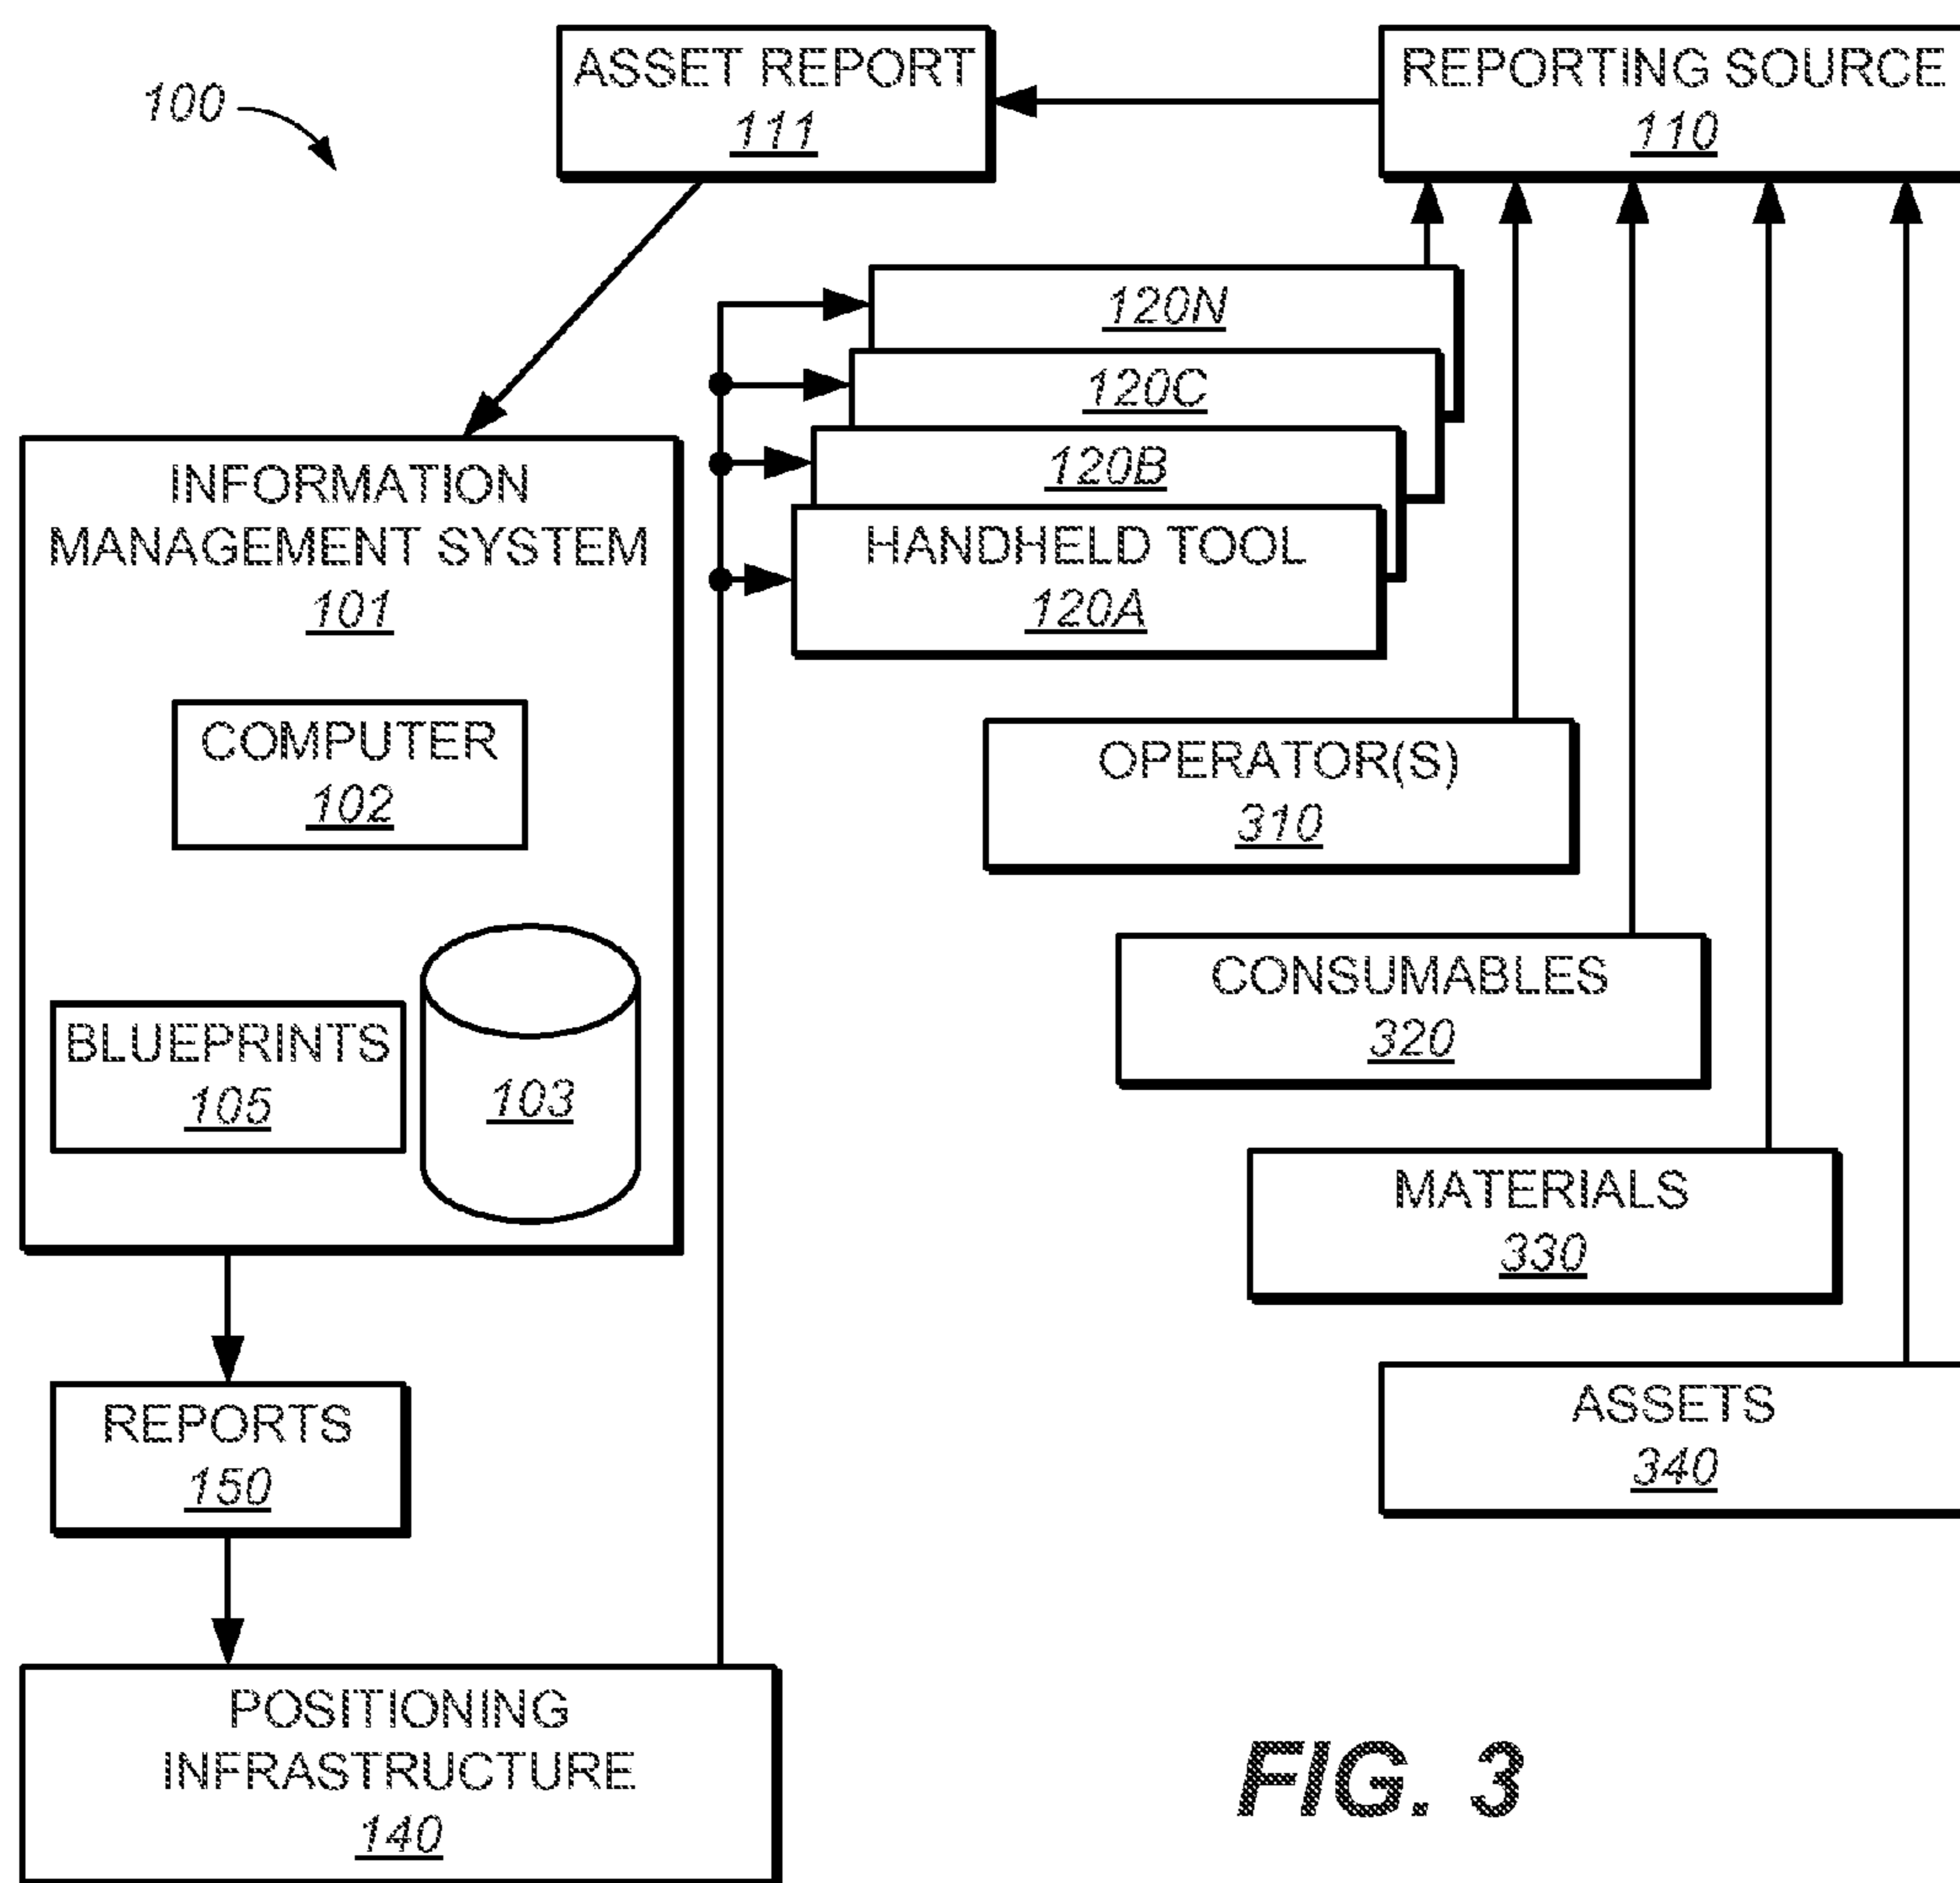 100
ASSET REPORT
111
REPORTING SOURCE
110
120N
120C
120B
HANDHELD TOOL
120A
INFORMATION
MANAGEMENT SYSTEM
101
COMPUTER
102
BLUEPRINTS
105
103
OPERATOR(S)
310
CONSUMABLES
320
MATERIALS
330
ASSETS
340
REPORTS
150
POSITIONING
INFRASTRUCTURE
140
FIG. 3